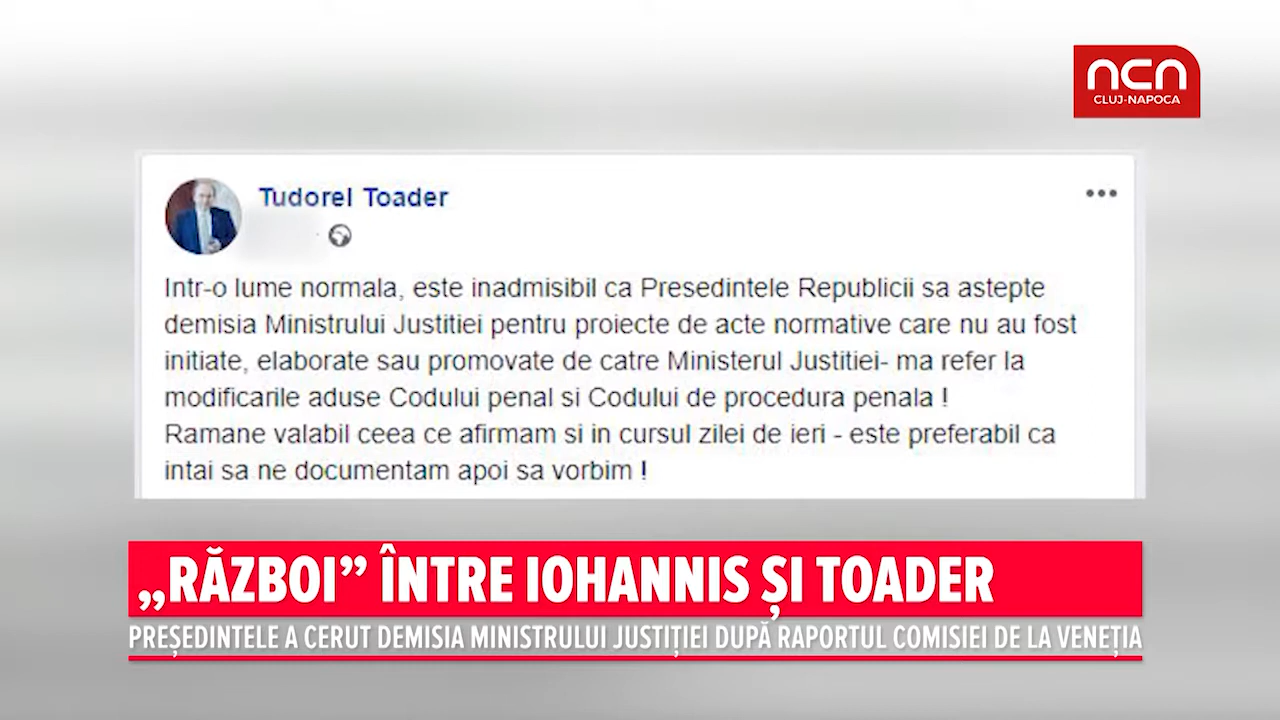 ncn
CLUJ-NAPOCA
Tudorel Toader
Intr-o lume normala, este inadmisibil ca Presedintele Republicii sa astepte
demisia Ministrului Justitiei pentru proiecte de acte normative care nu au fost
initiate, elaborate sau promovate de catre Ministerul Justitiei- ma refer la
modificarile aduse Codului penal si Codului de procedura penala !
Ramane valabil ceea ce afirmam si in cursul zilei de ieri - este preferabil ca
intai sa ne documentam apoi sa vorbim !
„RĂZBOI” ÎNTRE IOHANNIS ȘI TOADER
PREȘEDINTELE A CERUT DEMISIA MINISTRULUI JUSTIȚIEI DUPĂ RAPORTUL COMISIEI DE LA VENEȚIA